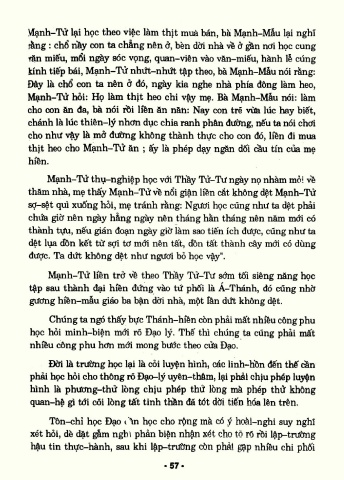 Mạnh–Tử lại học theo việc làm thịt mua bán, bà Mạnh–Mẫu lại nghĩ
rằng : chổ nầy con ta chẳng nên ở, bèn dời nhà về ở gần nơi học cung
văn miếu, mổi ngày sóc vọng, quan–viên vào văn–miếu, hành lễ cúng
kính tiếp bái, Mạnh–Tử nhứt–nhứt tập theo, bà Mạnh–Mẫu nói rằng:
Đây là chổ con ta nên ở đó, ngày kia nghe nhà phía đông làm heo,
Mạnh–Tử hỏi: Họ làm thịt heo chi vậy mẹ. Bà Mạnh–Mẫu nói: làm
cho con ăn đa, bà nói rồi liền ăn năn: Nay con trẻ vừa lúc hay biết,
chánh là lúc thiên–lý nhơn dục chia ranh phân đường, nếu ta nói chơi
cho như vậy là mở đường không thành thực cho con đó, liền đi mua
thịt heo cho Mạnh–Tử ăn ; ấy là phép dạy ngăn dối cầu tín của mẹ
hiền.
Mạnh–Tử thụ–nghiệp học với Thầy Tử–Tư ngày nọ nhàm mỏi về
thăm nhà, mẹ thấy Mạnh–Tử về nổi giận liền cắt không dệt Mạnh–Tử
sợ–sệt quì xuống hỏi, mẹ tránh rằng: Ngươi học cũng như ta dệt phải
chứa giờ nên ngày hằng ngày nên tháng hằn tháng nên năm mới có
thành tựu, nếu gián đoạn ngày giờ làm sao tiến ích được, cũng như ta
dệt lụa dồn kết từ sợi tơ mới nên tất, dồn tất thành cây mới có dùng
được. Ta dứt không dệt như ngươi bỏ học vậy".
Mạnh–Tử liền trở về theo Thầy Tử–Tư sớm tối siêng năng học
tập sau thành đại hiền đứng vào tứ phối là Á–Thánh, đó cũng nhờ
gương hiền–mẫu giáo ba bận dời nhà, một lần dứt không dệt.
Chúng ta ngó thấy bực Thánh–hiền còn phải mất nhiều công phu
học hỏi minh–biện mới rõ Đạo lý. Thế thì chúng ta cũng phải mất
nhiều công phu hơn mới mong bước theo cửa Đạo.
Đời là trường học lại là cỏi luyện hình, các linh–hồn đến thế cần
phải học hỏi cho thông rõ Đạo–lý uyên–thâm, lại phải chịu phép luyện
hình là phương–thử lòng chịu phép thử lòng mà phép thử không
quan–hệ gì tới cõi lòng tất tinh thần đã tót dời tiến hóa lên trên.
Tôn–chỉ học Đạo cần học cho rộng mà có ý hoài–nghi suy nghĩ
xét hỏi, dè dặt gẫm nghỉ phản biện nhận xét cho tõ rõ rồi lập–trường
hậu tin thực–hành, sau khi lập–trường còn phải gặp nhiều chi phối
- 57 -